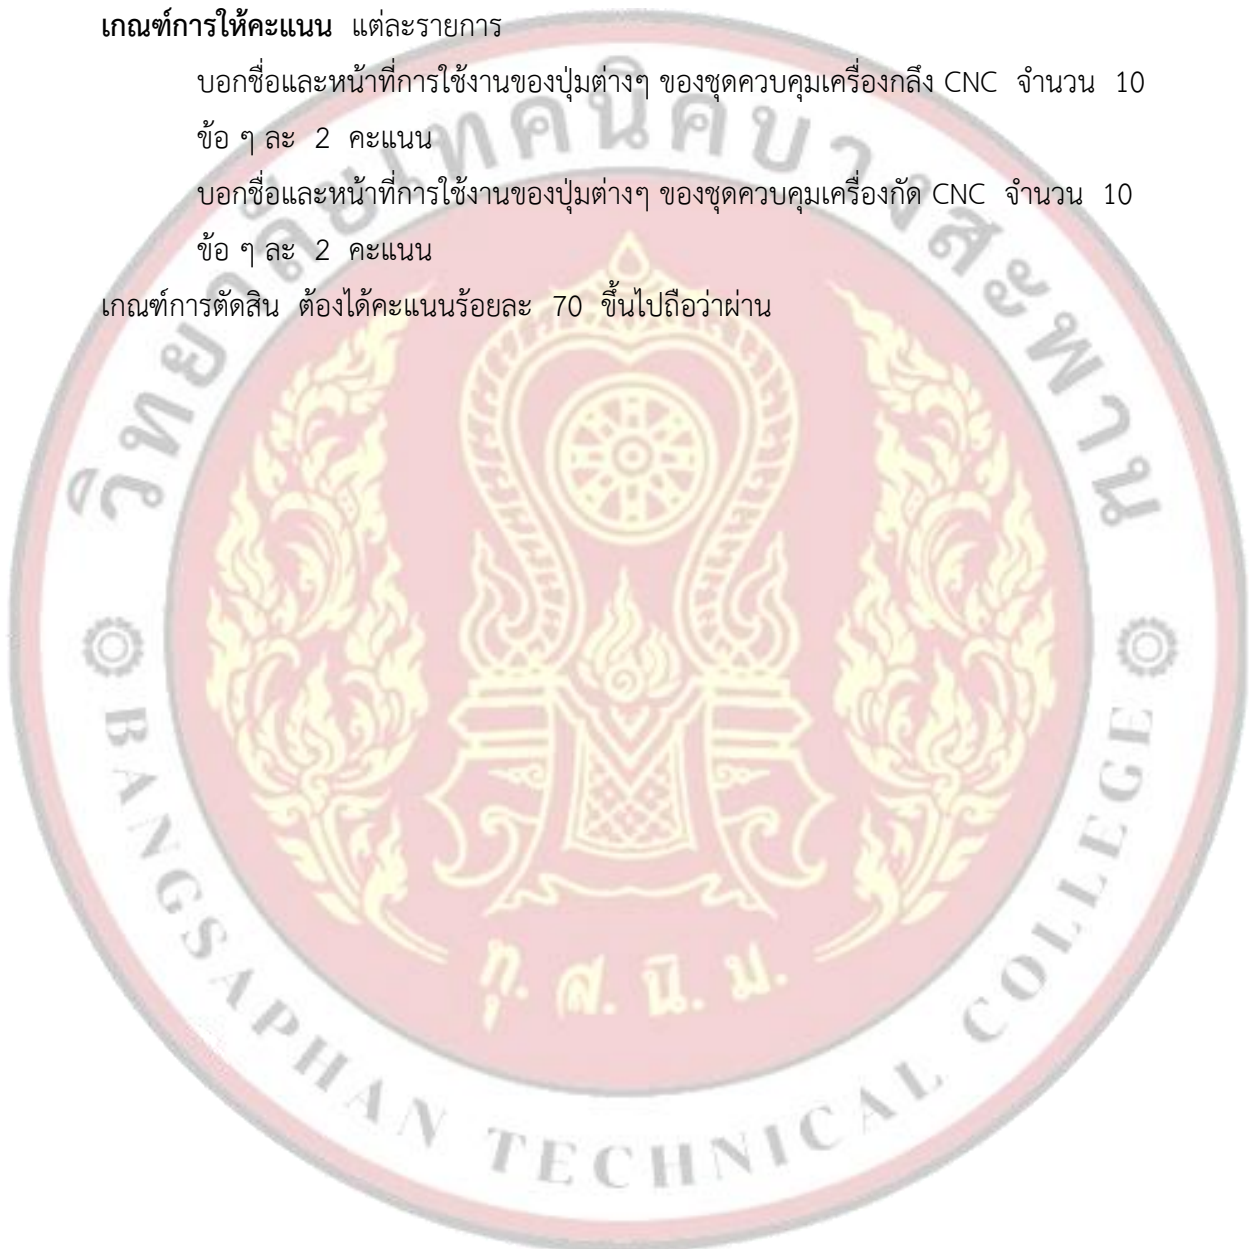 เกณฑ์การให้คะแนน แต่ละรายการ
บอกชื่อและหน้าที่การใช้งานของปุ่มต่างๆ ของชุดควบคุมเครื่องกลึง CNC จำนวน 10
ข้อ ๆ ละ 2 คะแนน
บอกชื่อและหน้าที่การใช้งานของปุ่มต่างๆ ของชุดควบคุมเครื่องกัด CNC จำนวน 10
ข้อ ๆ ละ 2 คะแนน
เกณฑ์การตัดสิน ต้องได้คะแนนร้อยละ 70 ขึ้นไปถือว่าผ่าน
วิทยาลัยเทคนิคบางสะพาน
ทุ. ส. นิ. ม.
BANGSAPHAN TECHNICAL COLLEGE